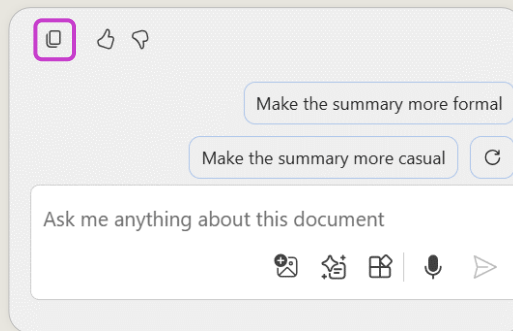 Make the summary more formal
Make the summary more casual
Ask me anything about this document